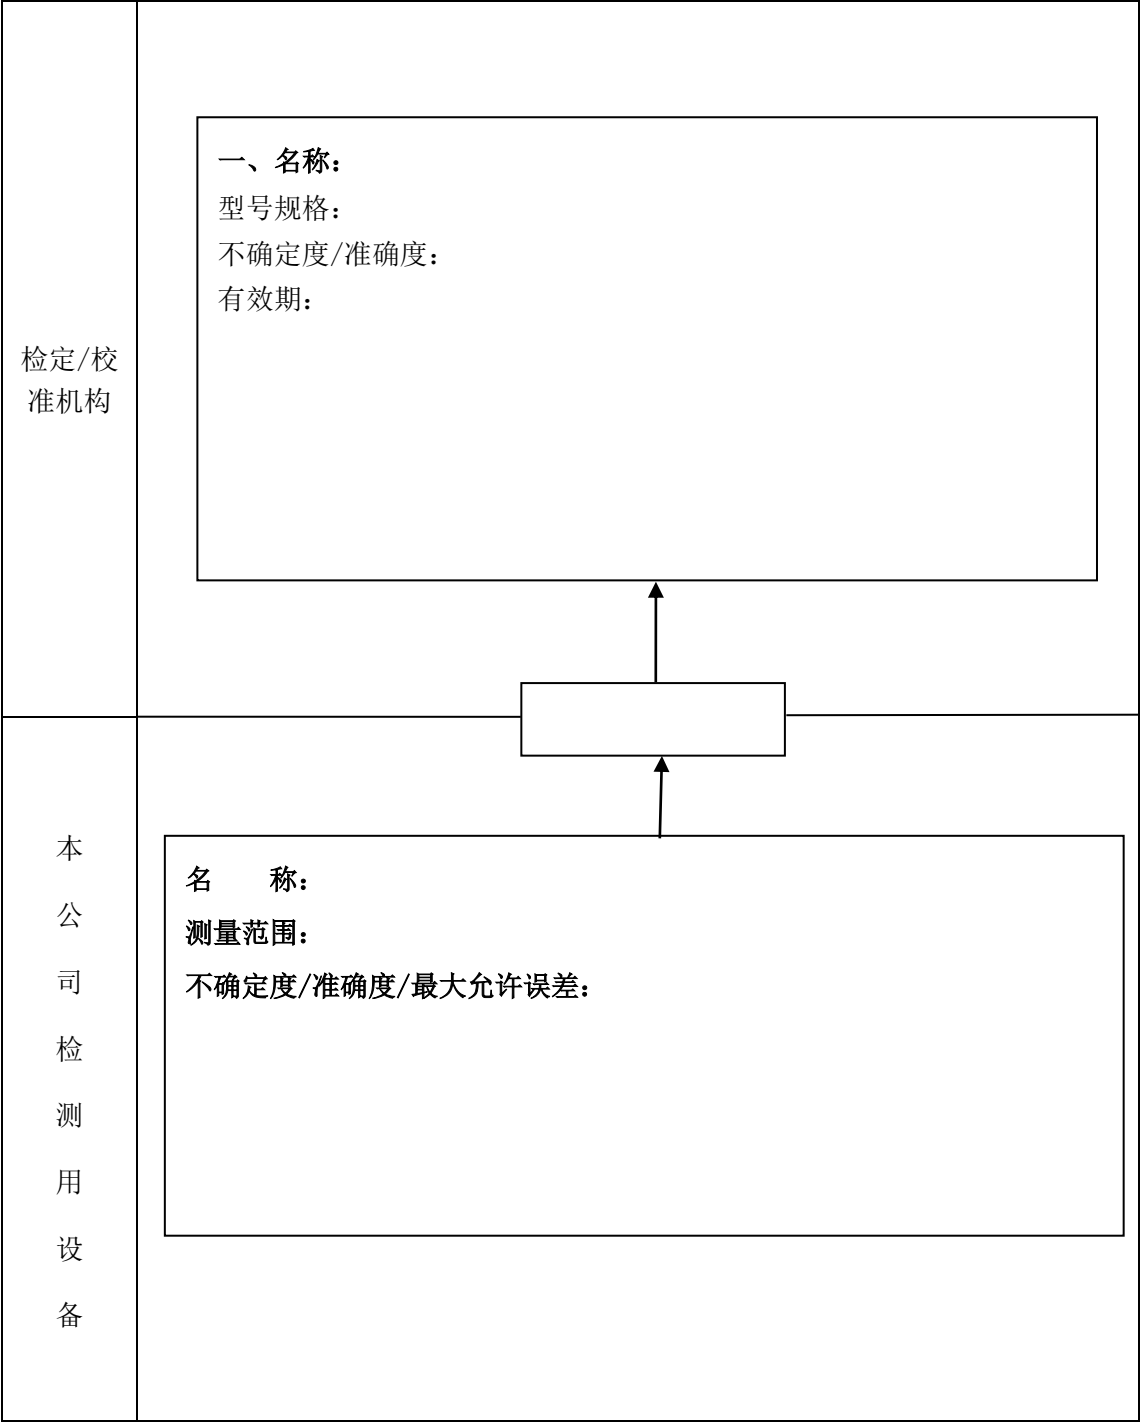 检定/校
准机构
一、名称：
型号规格：
不确定度/准确度：
有效期：
本
公
司
检
测
用
设
备
名　　称：
测量范围：
不确定度/准确度/最大允许误差：